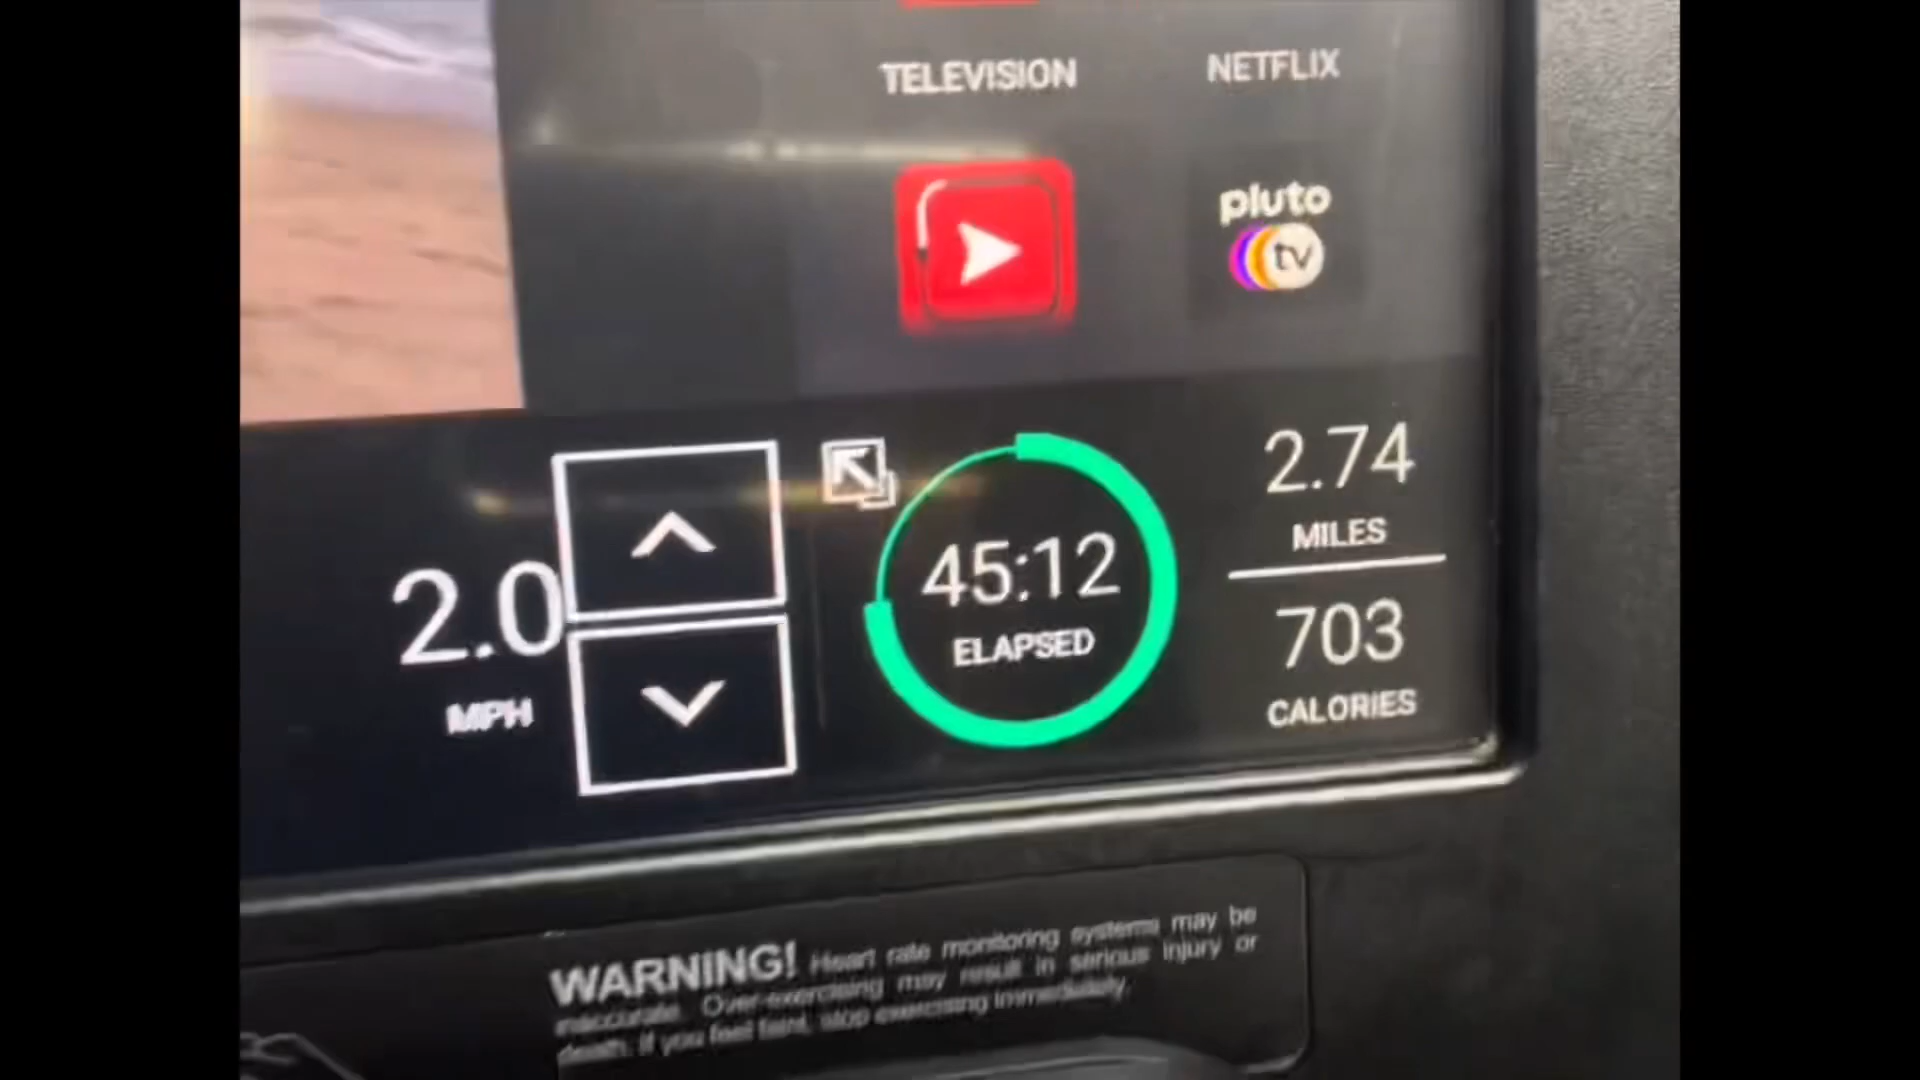 TELEVISION
NETFLIX
pluto
tv
2.0
MPH
45:12
ELAPSED
2.74
MILES
703
CALORIES
WARNING! Heart rate monitoring systems may be
inaccurate. Over-exercising may result in serious injury or
death. If you feel faint, stop exercising immediately.